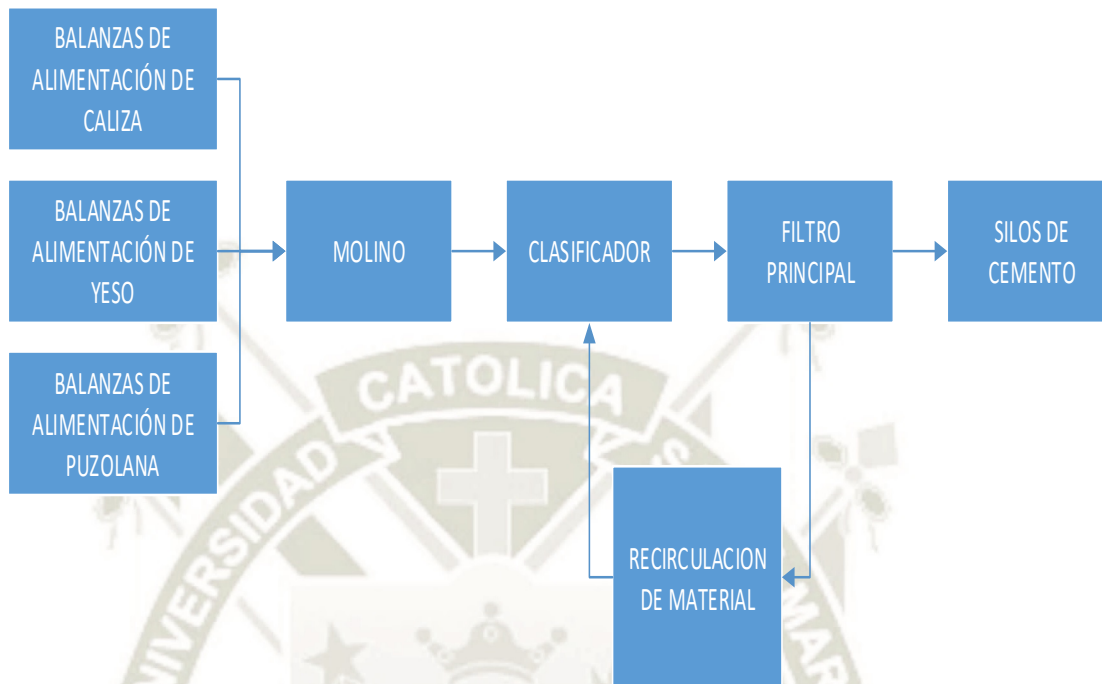 BALANZAS DE
ALIMENTACIÓN DE
CALIZA
BALANZAS DE
ALIMENTACIÓN DE
YESO
BALANZAS DE
ALIMENTACIÓN DE
PUZOLANA
MOLINO
CLASIFICADOR
FILTRO
PRINCIPAL
SILOS DE
CEMENTO
RECIRCULACION
DE MATERIAL
CATOLICA